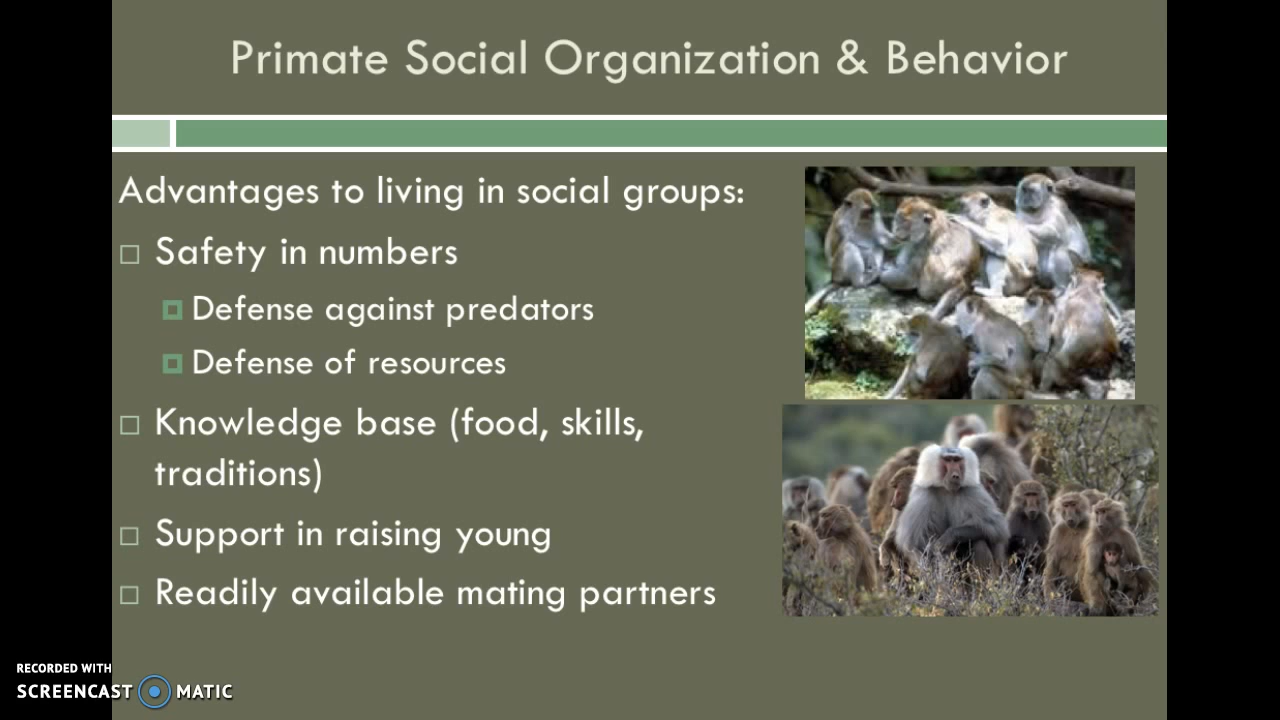 Primate Social Organization & Behavior
Advantages to living in social groups:
Safety in numbers
Defense against predators
Defense of resources
Knowledge base (food, skills,
traditions)
Support in raising young
Readily available mating partners
RECORDED WITH
SCREENCAST MATIC